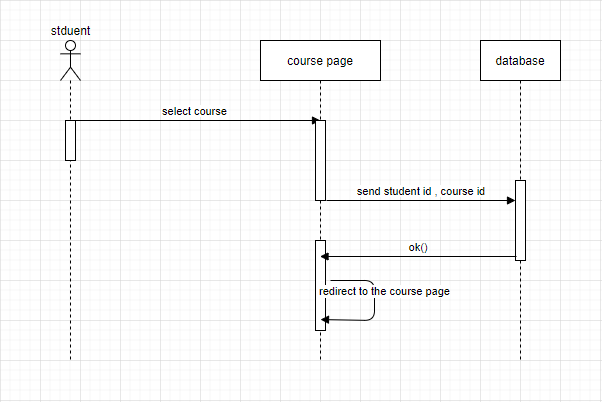 stduent
course page
database
select course
send student id , course id
ok()
redirect to the course page